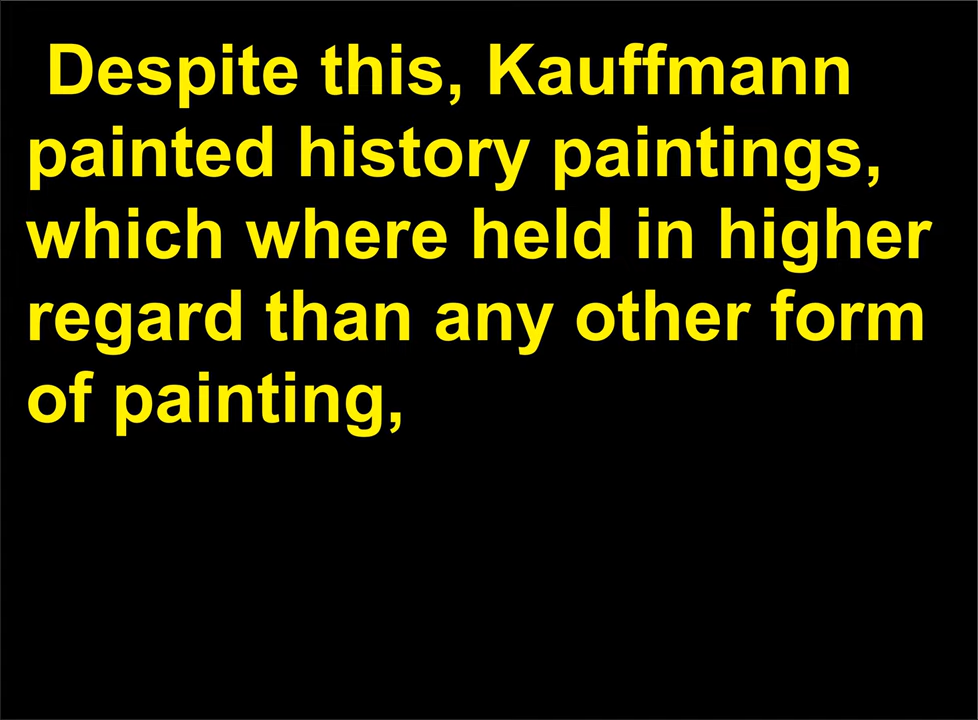 Despite this, Kauffmann
painted history paintings,
which where held in higher
regard than any other form
of painting,